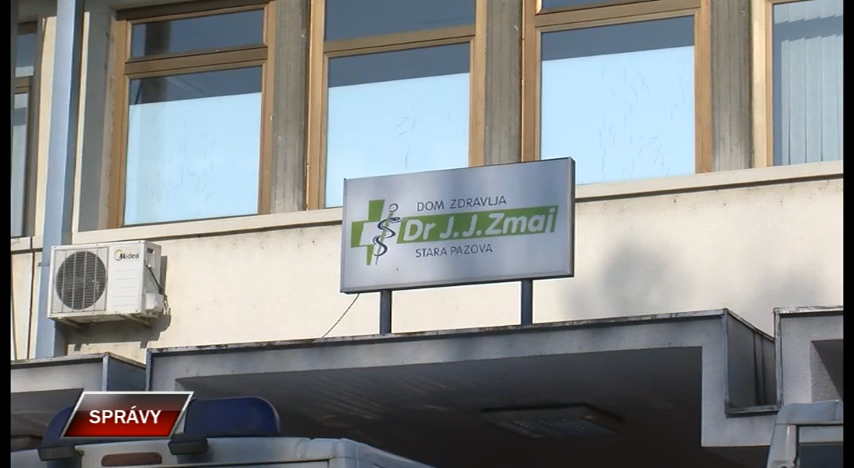 DOM ZDRAVLJA
Dr J.J.Zmaj
STARA PAZOVA
Midea
SPRÁVY